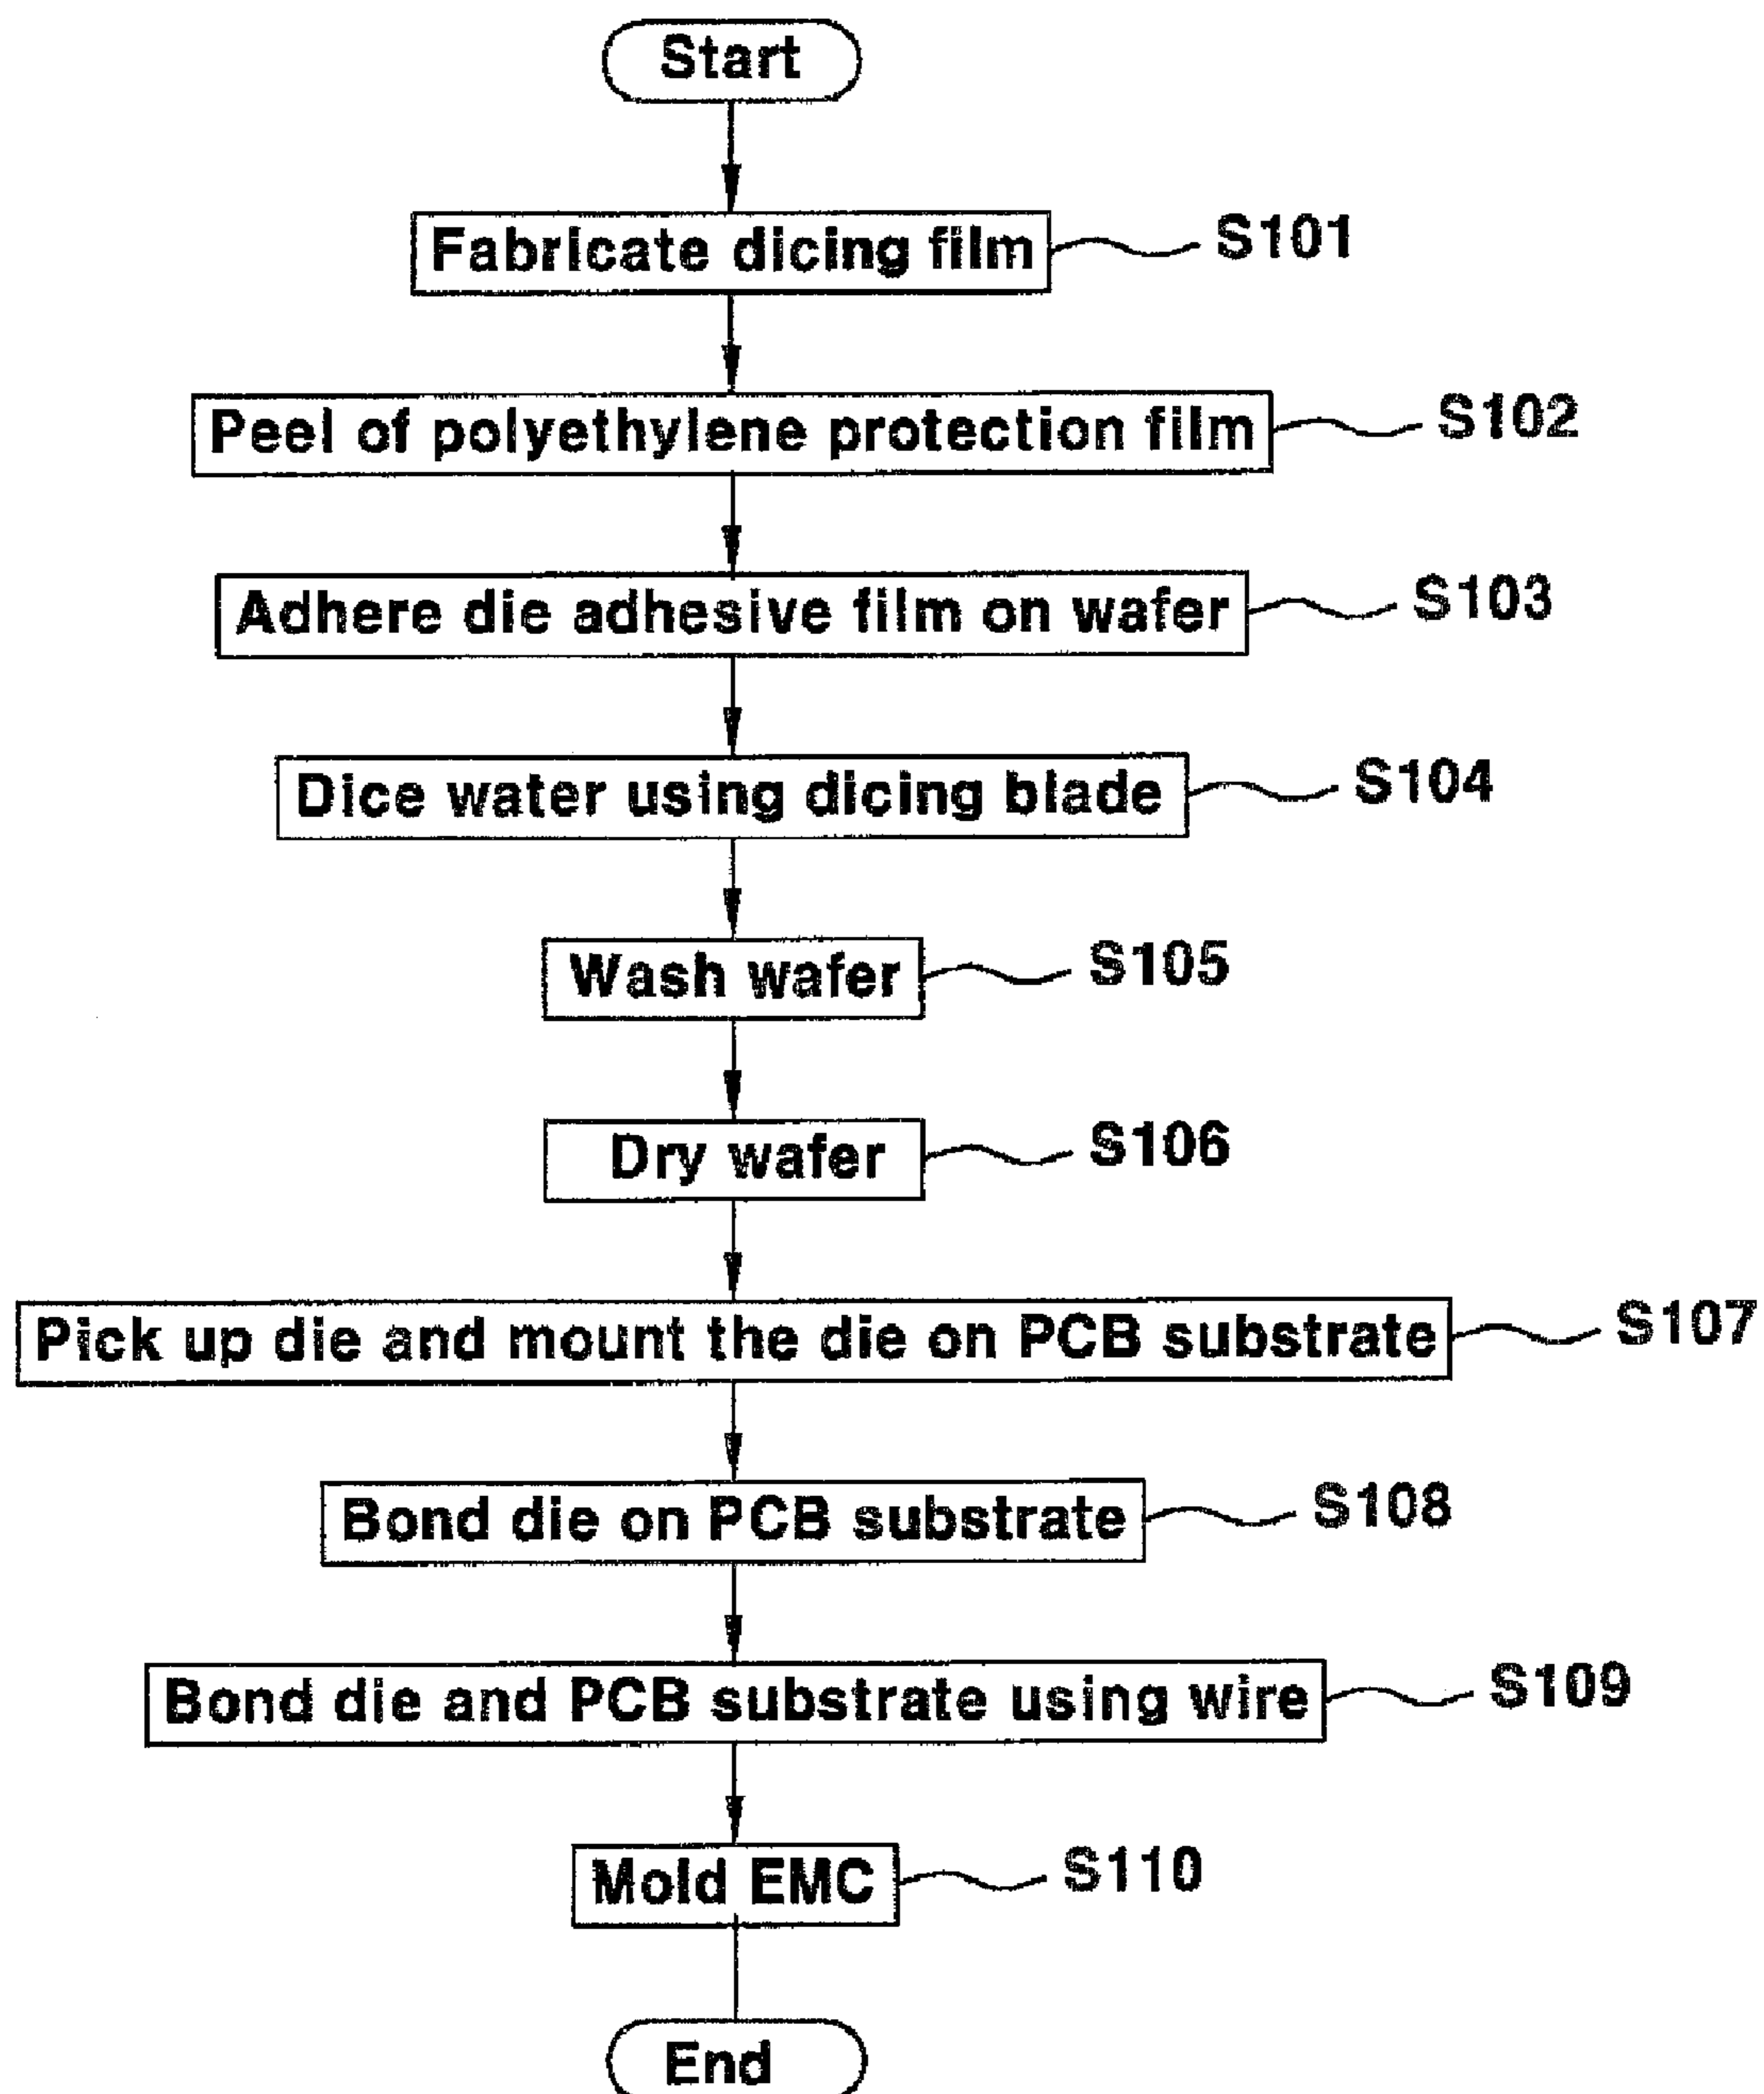 Start
Fabricate dicing film S101
Peel of polyethylene protection film S102
Adhere die adhesive film on wafer S103
Dice water using dicing blade S104
Wash wafer S105
Dry wafer S106
Pick up die and mount the die on PCB substrate S107
Bond die on PCB substrate S108
Bond die and PCB substrate using wire S109
Mold EMC S110
End